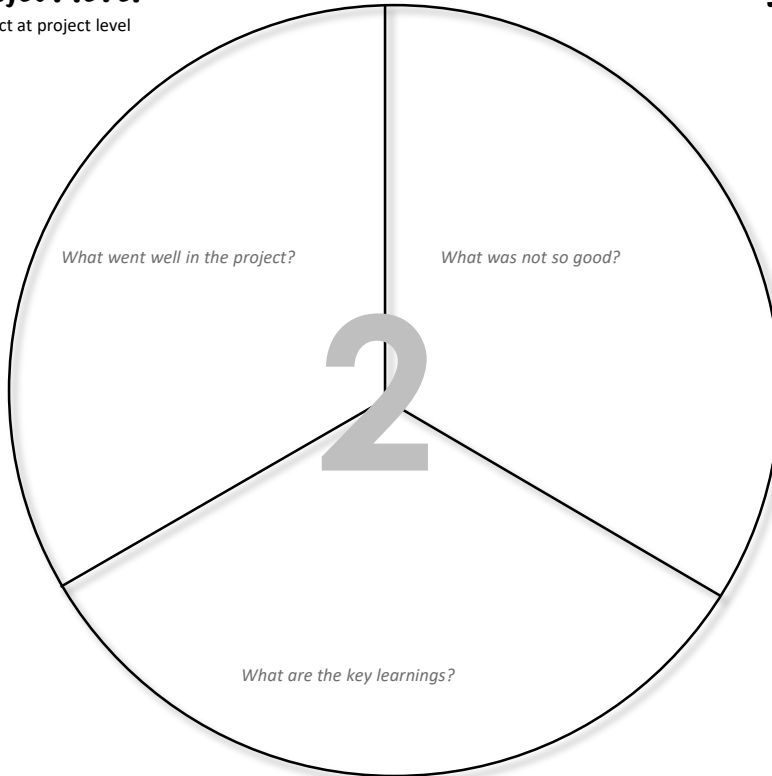 ct at project level
What went well in the project?
What was not so good?
2
What are the key learnings?